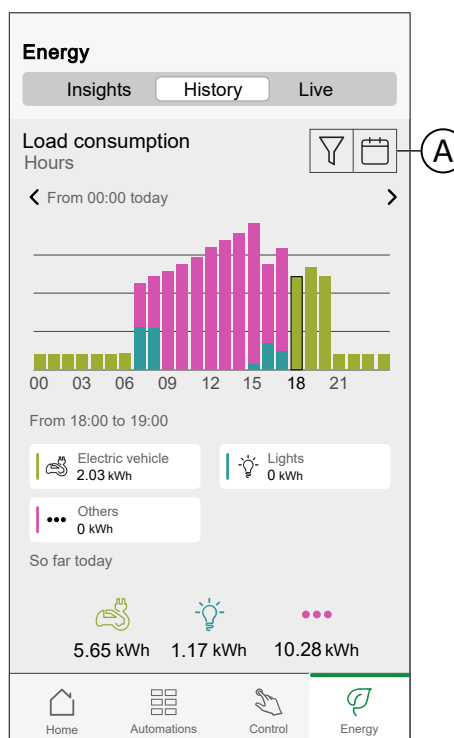 Energy
Insights History Live
Load consumption
Hours
A
From 00:00 today
00 03 06 09 12 15 18 21
From 18:00 to 19:00
Electric vehicle
2.03 kWh
Lights
0 kWh
Others
0 kWh
So far today
5.65 kWh 1.17 kWh 10.28 kWh
Home Automations Control Energy